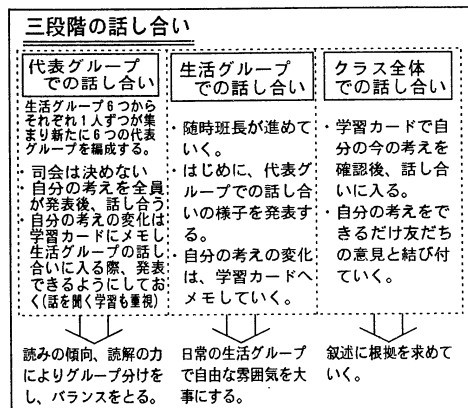 三段階の話し合い
代表グループ
での話し合い
生活グループ6つから
それぞれ1人ずつが集
まり新たに6つの代表
グループを編成する。
・司会は決めない
・自分の考えを全員
が発表後、話し合う
・自分の考えの変化は
学習カードにメモし
生活グループの話し
合いに入る際、発表
できるようにしてお
く(話を聞く学習も重視)
読みの傾向、読解の力
によりグループ分けを
し、バランスをとる。
生活グループ
での話し合い
・随時班長が進めて
いく。
・はじめに、代表グ
ループでの話し合
いの様子を発表す
る。
・自分の考えの変化
は、学習カードへ
メモしていく。
日常の生活グループ
で自由な雰囲気を大
事にする。
クラス全体
での話し合い
・学習カードで自
分の今の考えを
確認後、話し合
いに入る。
・自分の考えをで
きるだけ友だち
の意見と結び付
けていく。
叙述に根拠を求めて
いく。